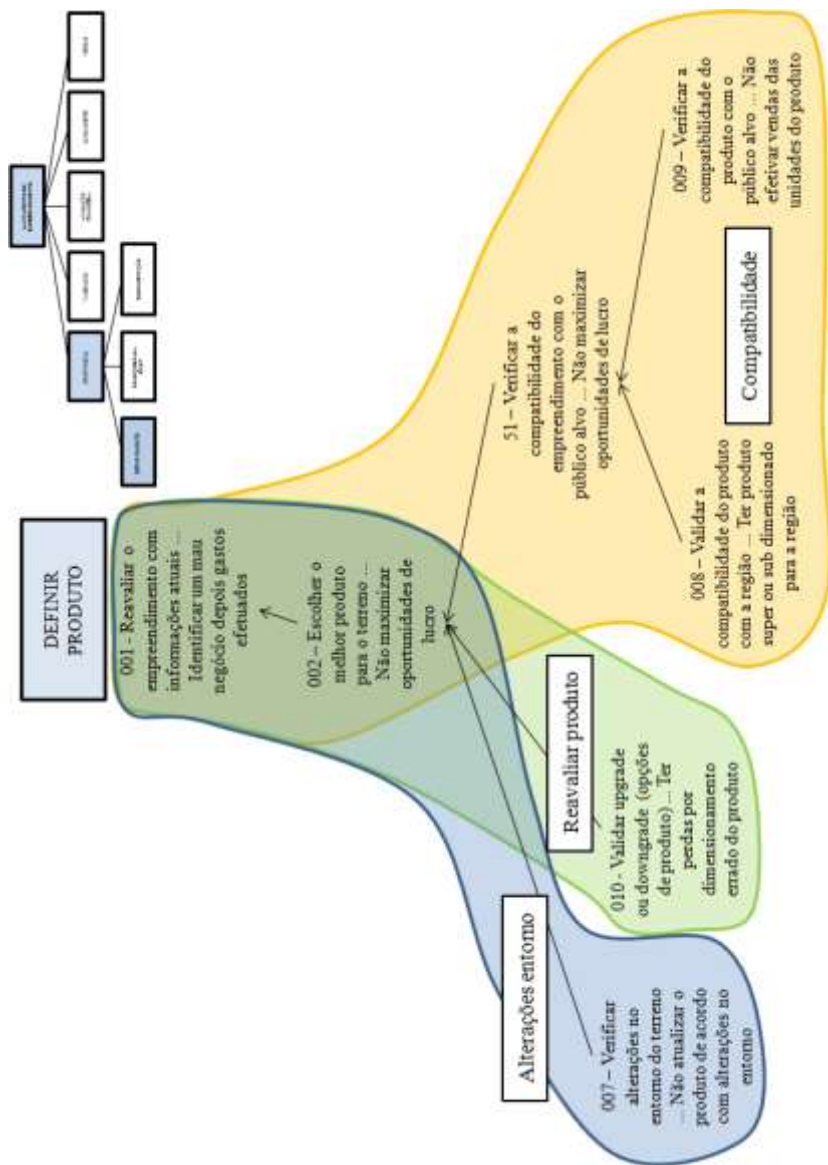 DEFINIR
PRODUTO
001 - Reavaliar o
empreendimento com
informações atuais ...
Identificar um mau
negócio depois gastos
efetuados
002 – Escolher o
melhor produto
para o terreno ...
Não maximizar
oportunidades de
lucro
51 – Verificar a
compatibilidade do
empreendimento com o
público alvo ... Não maximizar
oportunidades de lucro
Alterações entorno
007 – Verificar
alterações no
entorno do terreno
... Não atualizar o
produto de acordo
com alterações no
entorno
Reavaliar produto
010 - Validar upgrade
ou downgrade (opções
de produto) ... Ter
perdas por
dimensionamento
errado do produto
Compatibilidade
008 – Validar a
compatibilidade do produto
com a região ... Ter produto
super ou sub dimensionado
para a região
009 – Verificar a
compatibilidade do
produto com o
público alvo ... Não
efetivar vendas das
unidades do produto